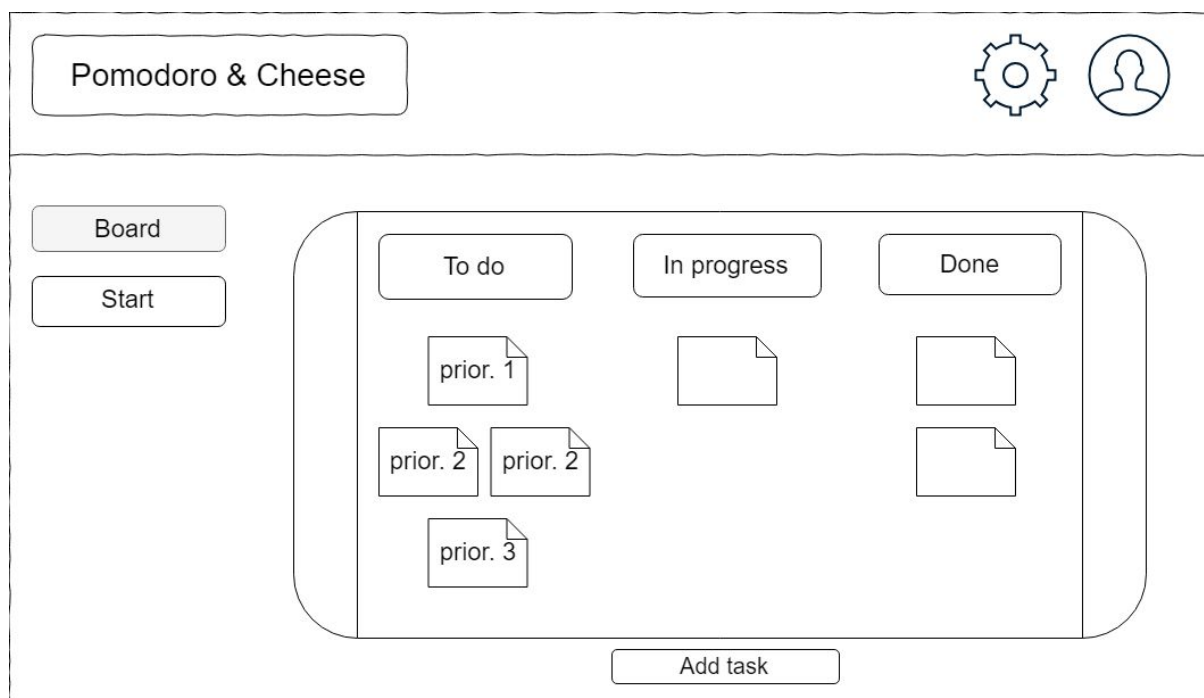 Pomodoro & Cheese
Board
Start
To do
In progress
Done
prior. 1
prior. 2
prior. 2
prior. 3
Add task